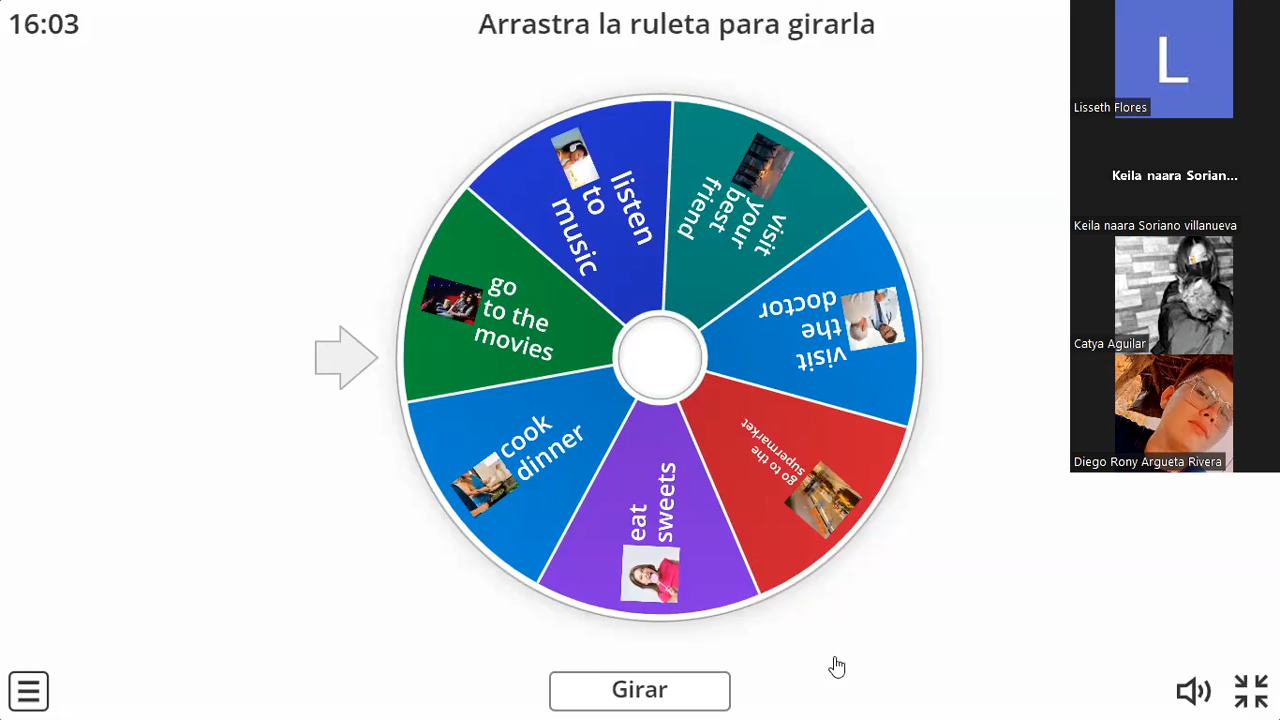 16:03
Arrastra la ruleta para girarla
L
Lisseth Flores
Keila naara Sorian...
Keila naara Soriano villanueva
Catya Aguilar
Diego Rony Argueta Rivera
listen
to
music
visit
your
best
friend
visit
the
doctor
go to the
supermarket
eat
sweets
cook
dinner
go
to the
movies
Girar